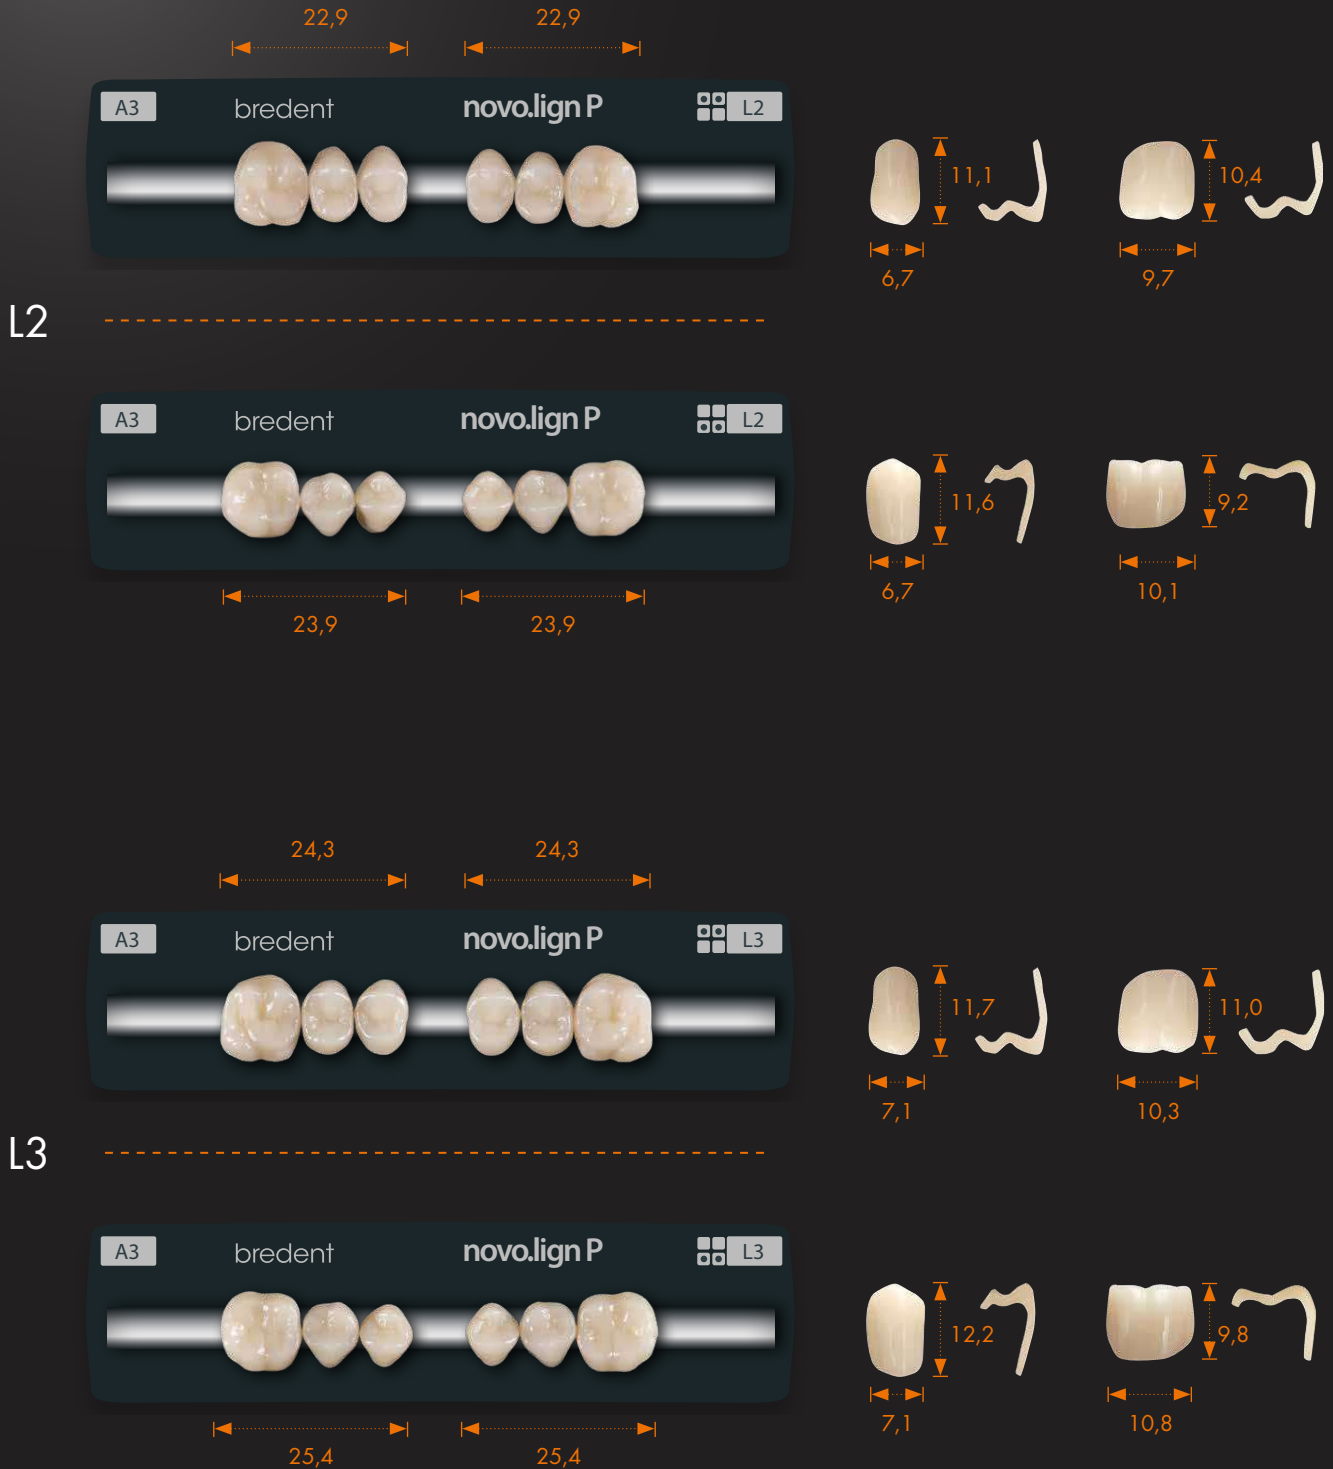 22,9 22,9
A3 bredent novo.lign P L2
11,1 10,4
6,7 9,7
L2
A3 bredent novo.lign P L2
11,6 9,2
6,7 10,1
23,9 23,9
24,3 24,3
A3 bredent novo.lign P L3
11,7 11,0
7,1 10,3
L3
A3 bredent novo.lign P L3
12,2 9,8
7,1 10,8
25,4 25,4